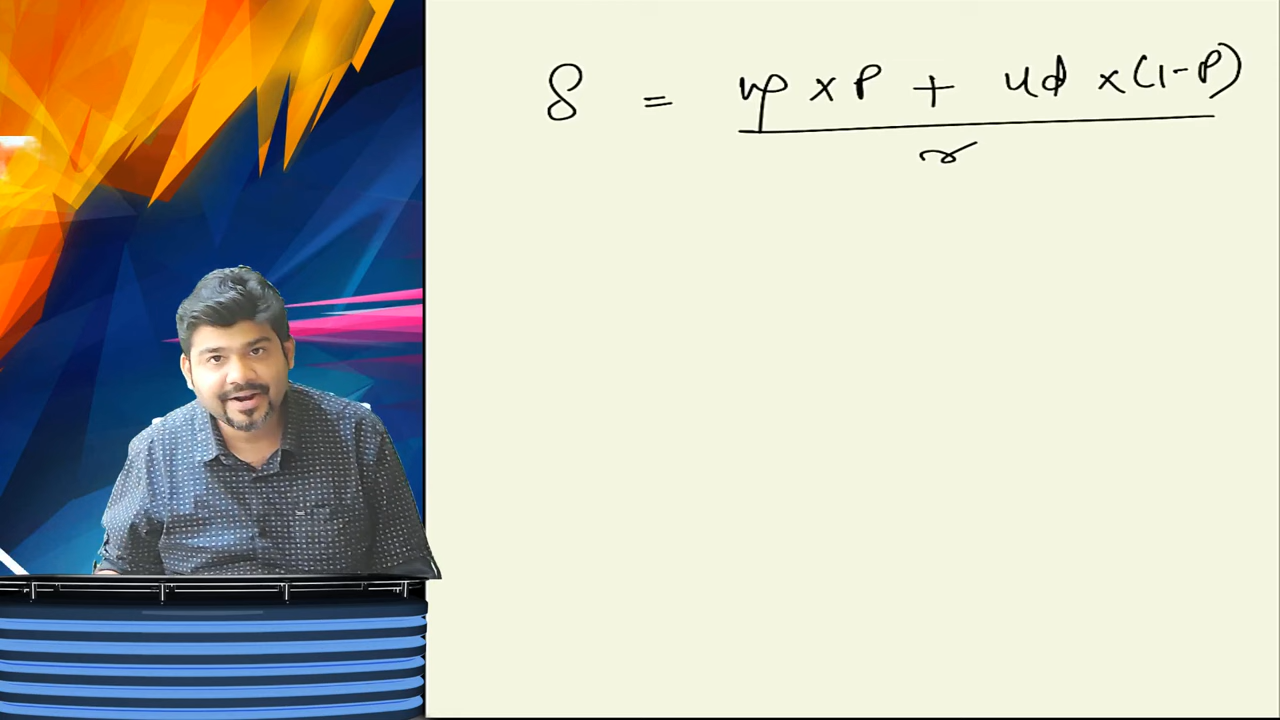 S = up × P + ud × (1-P)
r